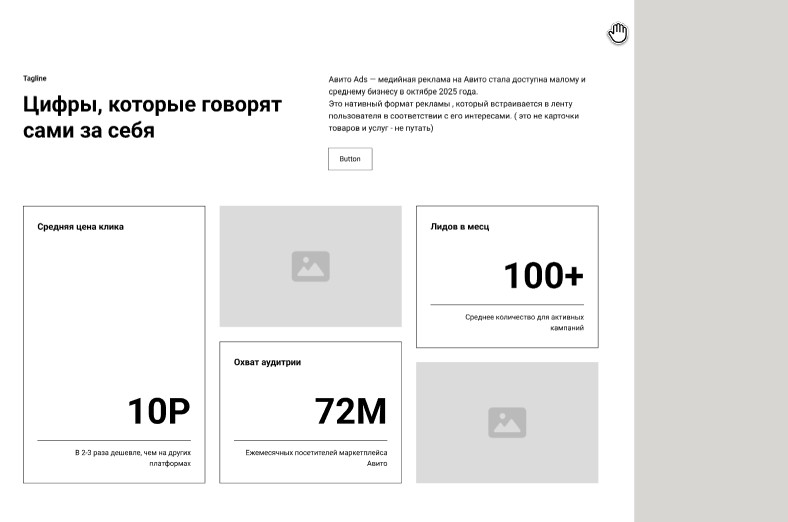 Tagline
Цифры, которые говорят
сами за себя
Авито Ads — медийная реклама на Авито стала доступна малому и
среднему бизнесу в октябре 2025 года.
Это нативный формат рекламы , который встраивается в ленту
пользователя в соответствии с его интересами. ( это не карточки
товаров и услуг - не путать)
Button
Средняя цена клика
10Р
В 2-3 раза дешевле, чем на других
платформах
Охват аудитрии
72М
Ежемесячных посетителей маркетплейса
Авито
Лидов в месц
100+
Среднее количество для активных
кампаний